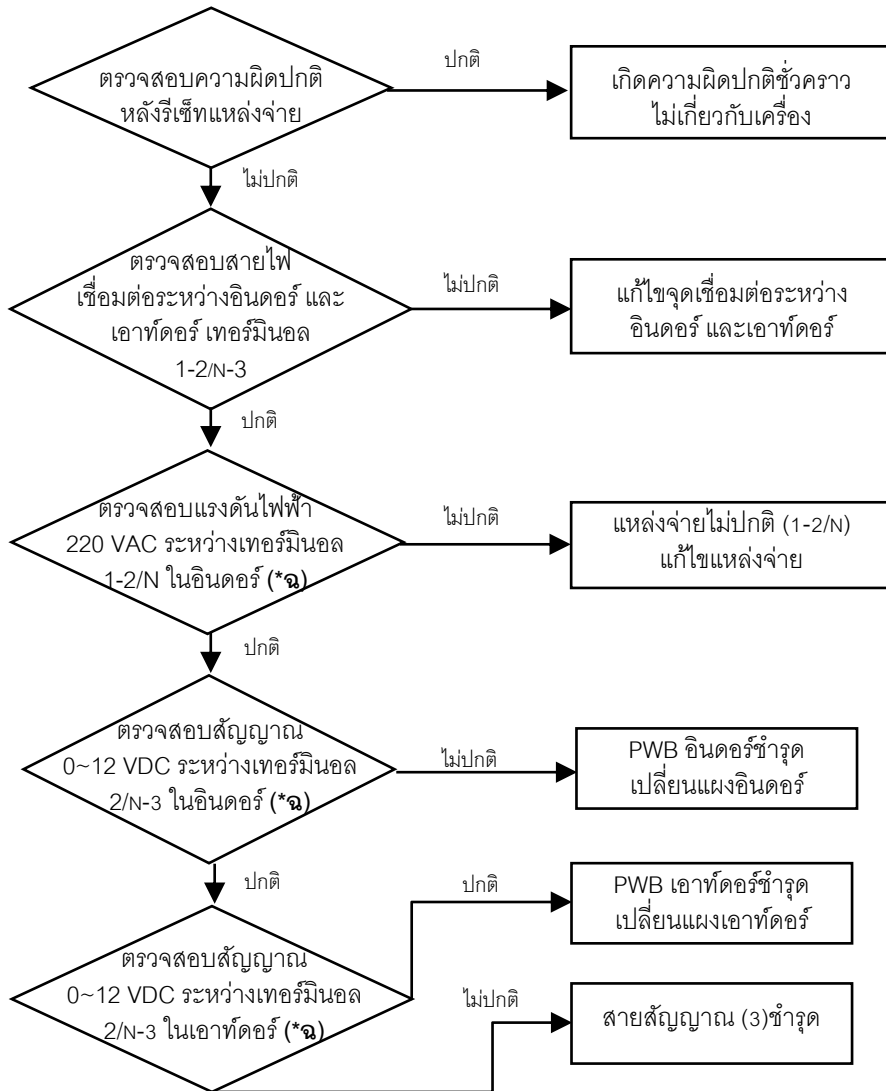 ตรวจสอบความผิดปกติ
หลังรีเซ็ทแหล่งจ่าย
ปกติ
เกิดความผิดปกติชั่วคราว
ไม่เกี่ยวกับเครื่อง
ไม่ปกติ
ตรวจสอบสายไฟ
เชื่อมต่อระหว่างอินดอร์ และ
เอาท์ดอร์ เทอร์มินอล
1-2/N-3
ไม่ปกติ
แก้ไขจุดเชื่อมต่อระหว่าง
อินดอร์ และเอาท์ดอร์
ปกติ
ตรวจสอบแรงดันไฟฟ้า
220 VAC ระหว่างเทอร์มินอล
1-2/N ในอินดอร์ (*ฉ)
ไม่ปกติ
แหล่งจ่ายไม่ปกติ (1-2/N)
แก้ไขแหล่งจ่าย
ปกติ
ตรวจสอบสัญญาณ
0~12 VDC ระหว่างเทอร์มินอล
2/N-3 ในอินดอร์ (*ฉ)
ไม่ปกติ
PWB อินดอร์ชำรุด
เปลี่ยนแผงอินดอร์
ปกติ
ตรวจสอบสัญญาณ
0~12 VDC ระหว่างเทอร์มินอล
2/N-3 ในเอาท์ดอร์ (*ฉ)
ปกติ
PWB เอาท์ดอร์ชำรุด
เปลี่ยนแผงเอาท์ดอร์
ไม่ปกติ
สายสัญญาณ (3)ชำรุด